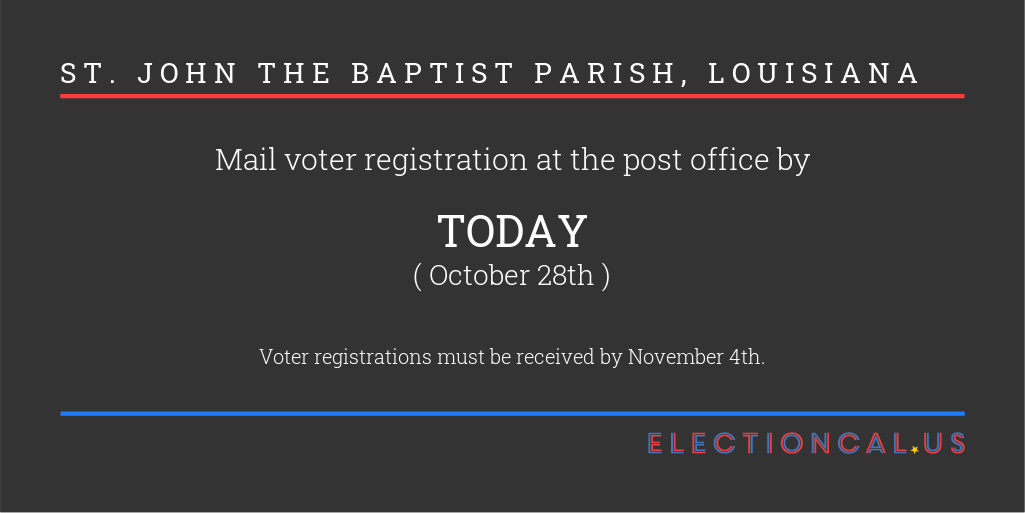 ST. JOHN THE BAPTIST PARISH, LOUISIANA
Mail voter registration at the post office by
TODAY
( October 28th )
Voter registrations must be received by November 4th.
ELECTIONCAL.US